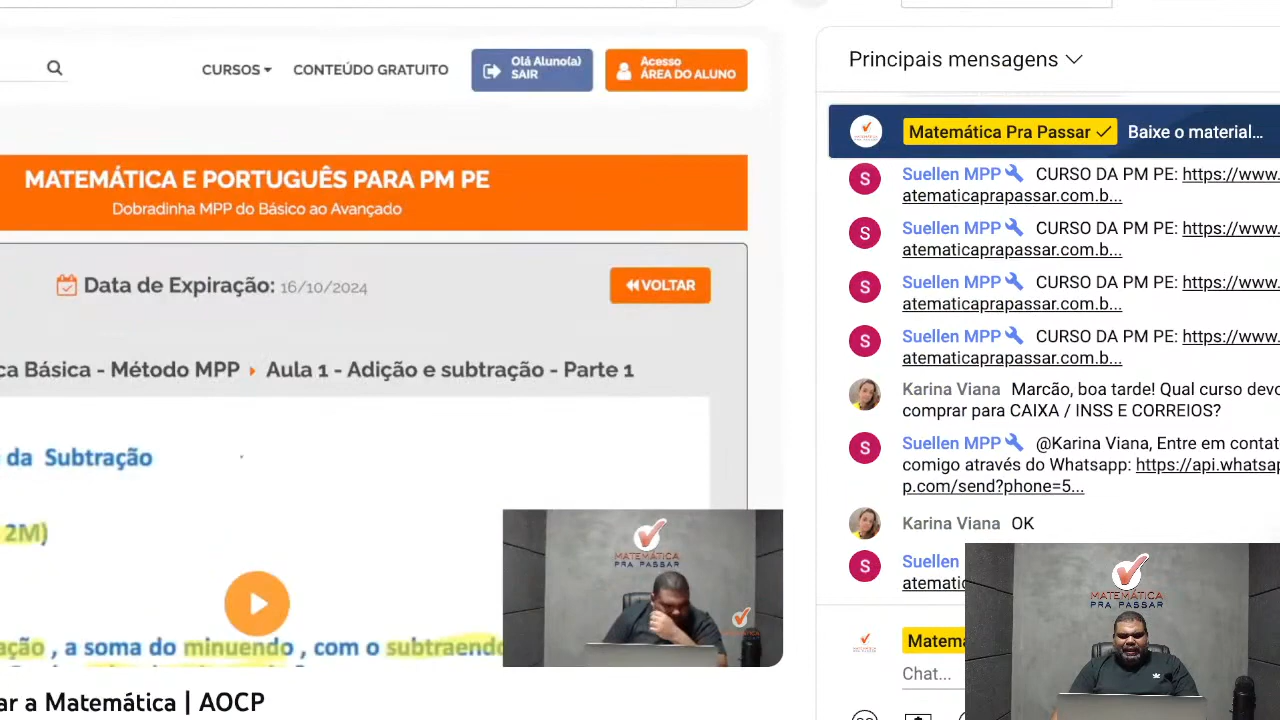 Principais mensagens
CURSOS
CONTEÚDO GRATUITO
Olá Aluno(a)
SAIR
Acesso
ÁREA DO ALUNO
MATEMÁTICA E PORTUGUÊS PARA PM PE
Dobradinha MPP do Básico ao Avançado
Data de Expiração: 16/10/2024
VOLTAR
ca Básica - Método MPP
Aula 1 - Adição e subtração - Parte 1
da Subtração
2M)
ação , a soma do minuendo , com o subtraendo
MATEMÁTICA
PRA PASSAR
ar a Matemática | AOCP
Matemática Pra Passar Baixe o material...
S
Suellen MPP CURSO DA PM PE: https://www.
atematicaprapassar.com.b...
S
Suellen MPP CURSO DA PM PE: https://www.
atematicaprapassar.com.b...
S
Suellen MPP CURSO DA PM PE: https://www.
atematicaprapassar.com.b...
S
Suellen MPP CURSO DA PM PE: https://www.
atematicaprapassar.com.b...
Karina Viana Marcão, boa tarde! Qual curso devo
comprar para CAIXA / INSS E CORREIOS?
S
Suellen MPP @Karina Viana, Entre em contat
comigo através do Whatsapp: https://api.whatsap
p.com/send?phone=5...
Karina Viana OK
S
Suellen
atematic
Matema
Chat...
MATEMÁTICA
PRA PASSAR